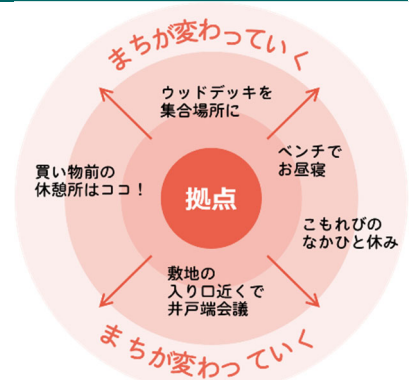 まちが変わっていく
ウッドデッキを
集合場所に
ベンチで
お昼寝
買い物前の
休憩所はココ！
拠点
こもれびの
なかひと休み
敷地の
入り口近くで
井戸端会議
まちが変わっていく